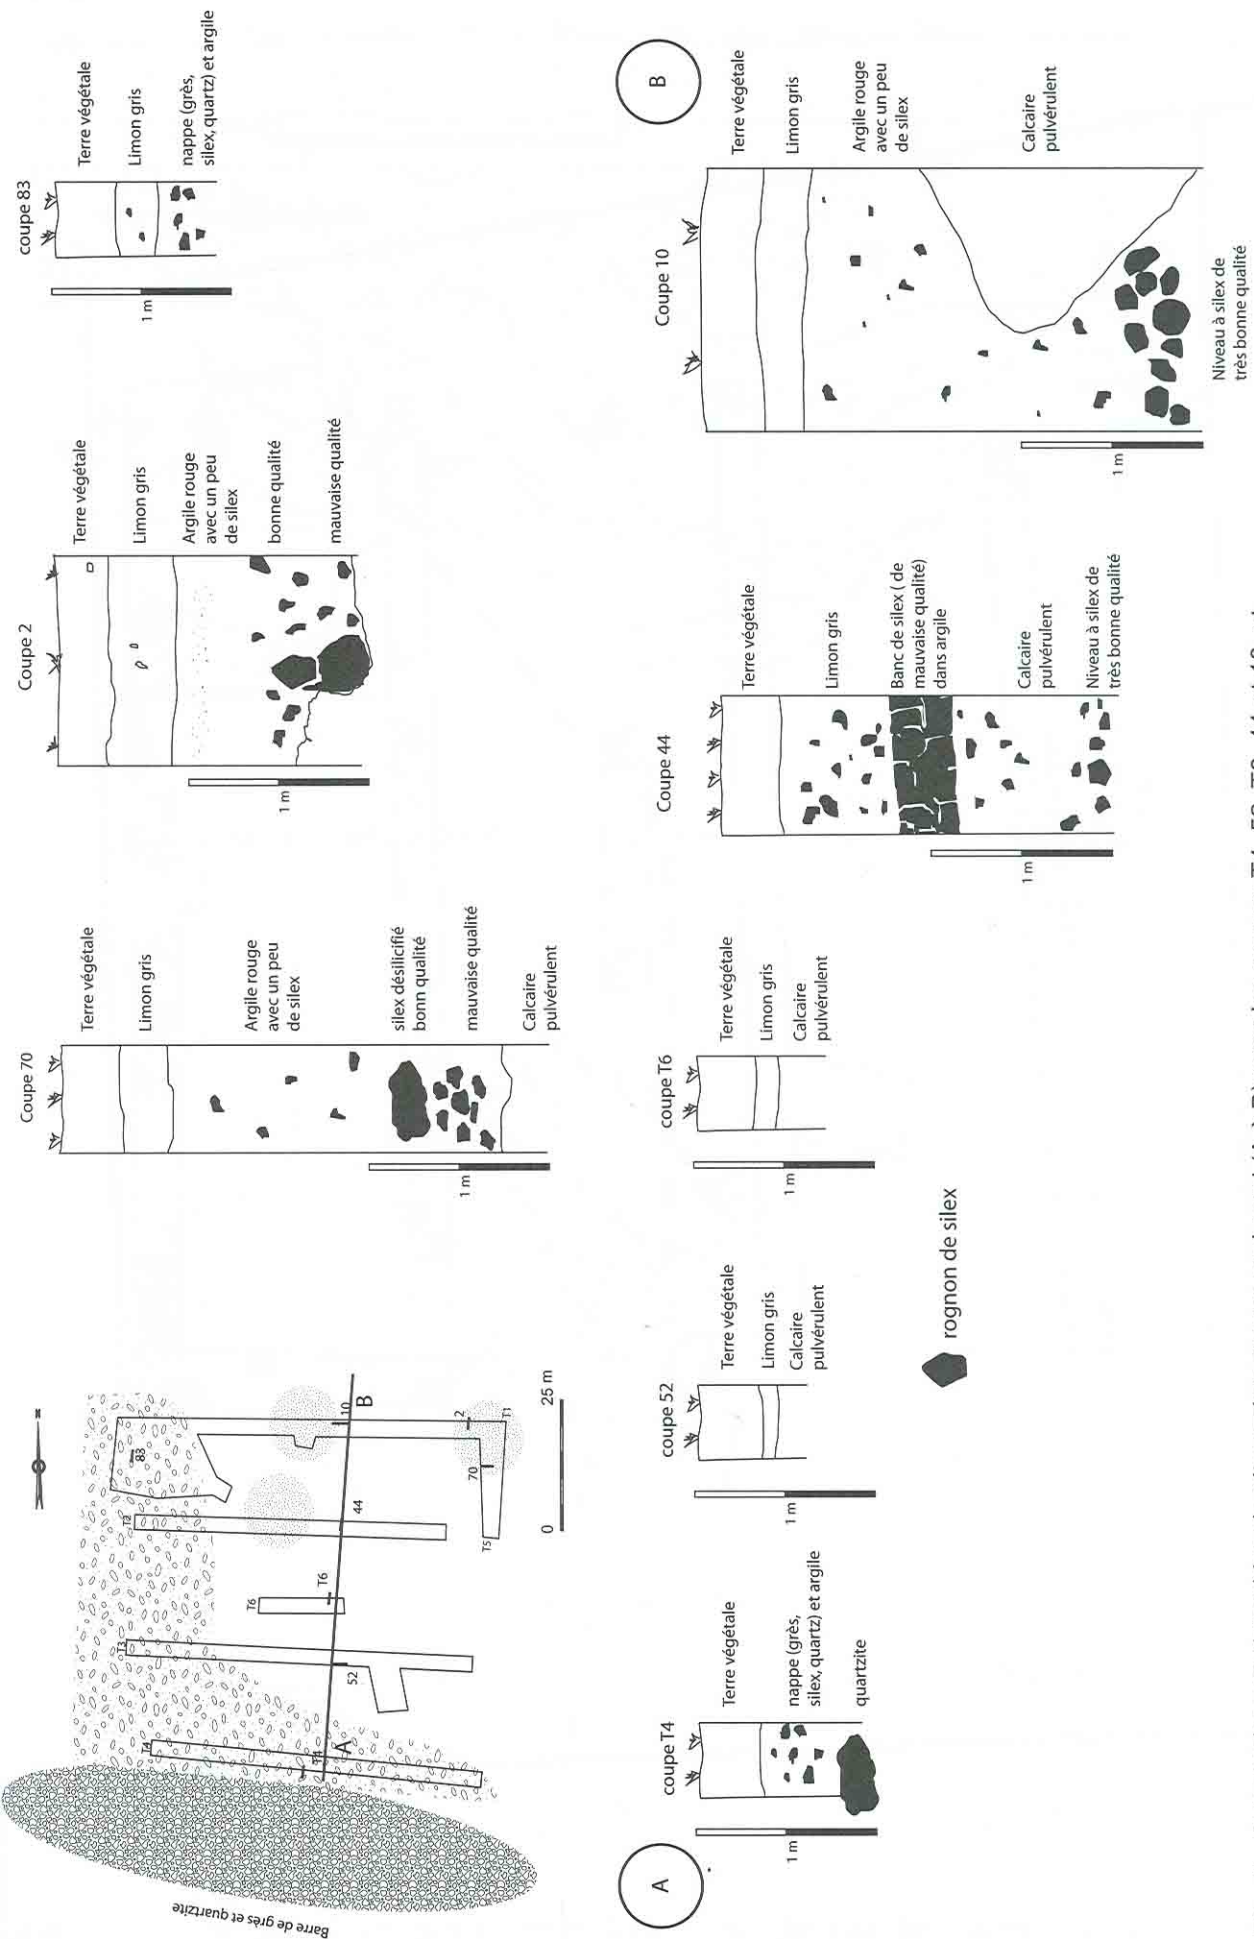 Barre de grès et quartzite
T4
T3
T6
T2
83
T4
A
52
T6
44
10
B
70
2
T5
T1
0
25 m
Coupe 70
Terre végétale
Limon gris
Argile rouge
avec un peu
de silex
silex désilicifié
bonn qualité
mauvaise qualité
Calcaire
pulvérulent
1 m
Coupe 2
Terre végétale
Limon gris
Argile rouge
avec un peu
de silex
bonne qualité
mauvaise qualité
1 m
coupe 83
Terre végétale
Limon gris
nappe (grès,
silex, quartz) et argile
1 m
A
coupe T4
Terre végétale
nappe (grès,
silex, quartz) et argile
quartzite
1 m
coupe 52
Terre végétale
Limon gris
Calcaire
pulvérulent
1 m
coupe T6
Terre végétale
Limon gris
Calcaire
pulvérulent
1 m
rognon de silex
Coupe 44
Terre végétale
Limon gris
Banc de silex ( de
mauvaise qualité)
dans argile
Calcaire
pulvérulent
Niveau à silex de
très bonne qualité
1 m
Coupe 10
Terre végétale
Limon gris
Argile rouge
avec un peu
de silex
Calcaire
pulvérulent
Niveau à silex de
très bonne qualité
1 m
B